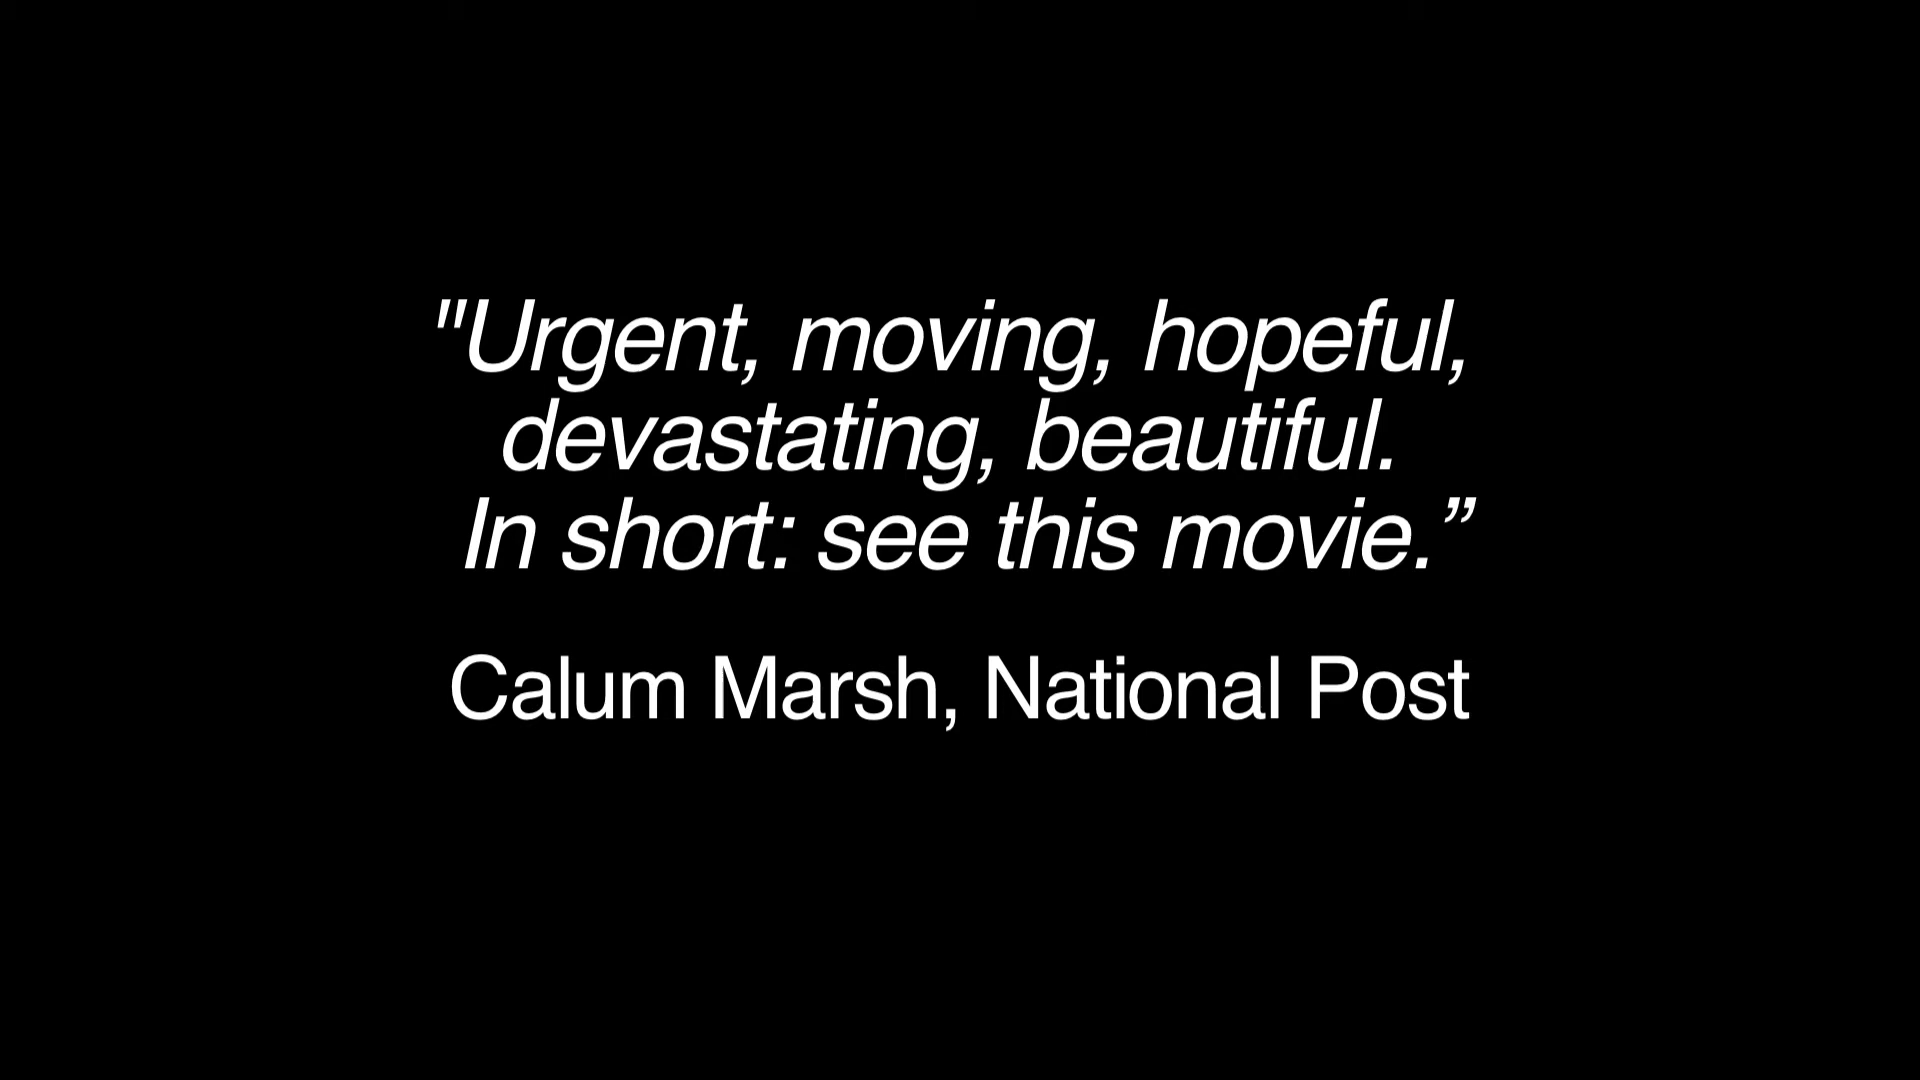 "Urgent, moving, hopeful,
devastating, beautiful.
In short: see this movie.”
Calum Marsh, National Post